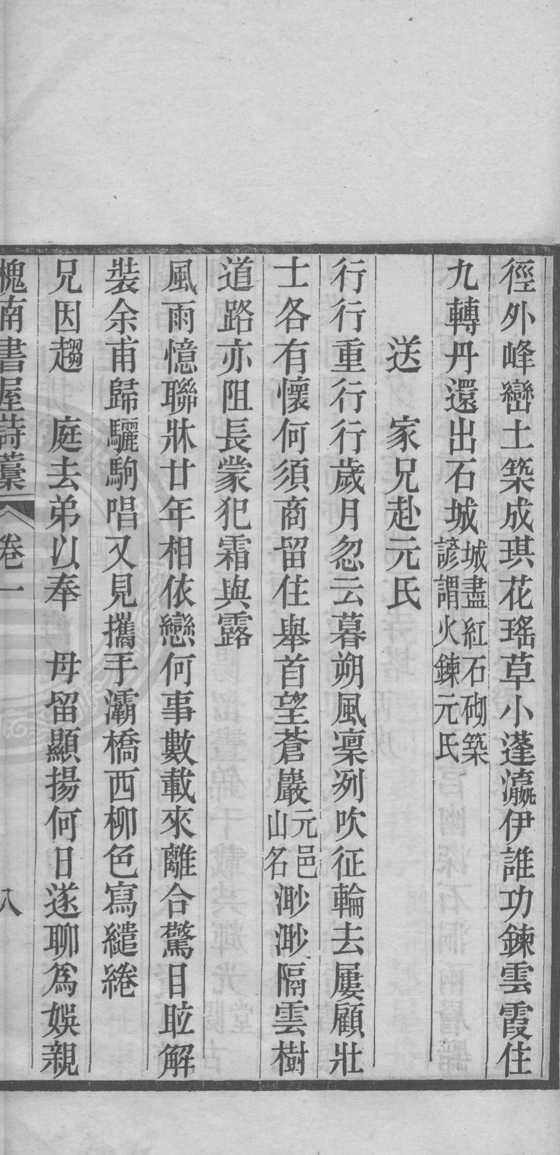 徑外峰巒土築成珙花瑤草小蓬瀛伊誰功鍊雲霞住
九轉丹還出石城城盡紅石砌築諺謂火鍊元氏
送　家兄赴元氏
行行重行行歲月忽云暮朔風凜冽吹征輪去屢顧壯
士各有懷何須商留住舉首望蒼巖元邑山名渺渺隔雲樹
道路亦阻長蒙犯霜與露
風雨憶聯牀廿年相依戀何事數載來離合驚目眩解
裝余甫歸驪駒唱又見攜手灞橋西柳色寫繾綣
兄因趨　庭去弟以奉　母留顯揚何日遂聊爲娛親
槐南書屋詩藁　卷一　八